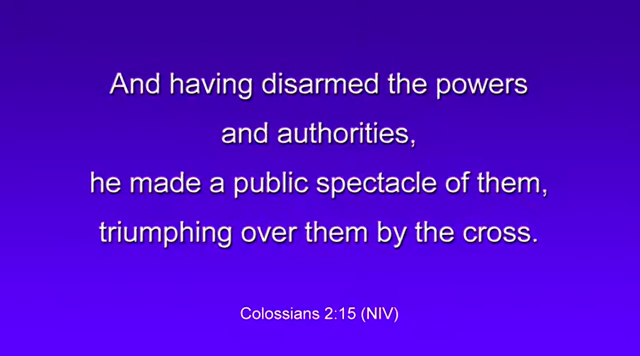 And having disarmed the powers
and authorities,
he made a public spectacle of them,
triumphing over them by the cross.
Colossians 2:15 (NIV)